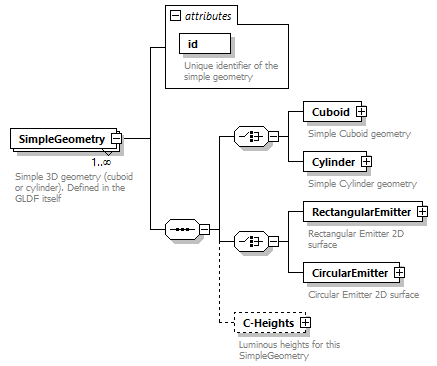 attributes
id
Unique identifier of the
simple geometry
SimpleGeometry
1..∞
Simple 3D geometry (cuboid
or cylinder). Defined in the
GLDF itself
Cuboid
Simple Cuboid geometry
Cylinder
Simple Cylinder geometry
RectangularEmitter
Rectangular Emitter 2D
surface
CircularEmitter
Circular Emitter 2D surface
C-Heights
Luminous heights for this
SimpleGeometry